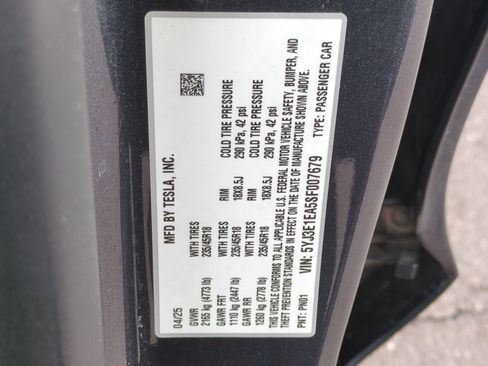 MFD BY TESLA, INC.
04/25
GVWR
2165 kg (4773 lb)
GAWR FRT WITH TIRES RIM COLD TIRE PRESSURE
1110 kg (2447 lb) 235/45R18 18X8.5J 290 kPa, 42 psi
GAWR RR WITH TIRES RIM COLD TIRE PRESSURE
1260 kg (2778 lb) 235/45R18 18X8.5J 290 kPa, 42 psi
THIS VEHICLE CONFORMS TO ALL APPLICABLE U.S. FEDERAL MOTOR VEHICLE SAFETY, BUMPER, AND
THEFT PREVENTION STANDARDS IN EFFECT ON THE DATE OF MANUFACTURE SHOWN ABOVE.
VIN: 5YJ3E1EA5SF007679 TYPE: PASSENGER CAR
PNT: PN01